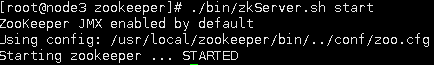 [root@node3 zookeeper]# ./bin/zkServer.sh start
ZooKeeper JMX enabled by default
Using config: /usr/local/zookeeper/bin/../conf/zoo.cfg
Starting zookeeper ... STARTED